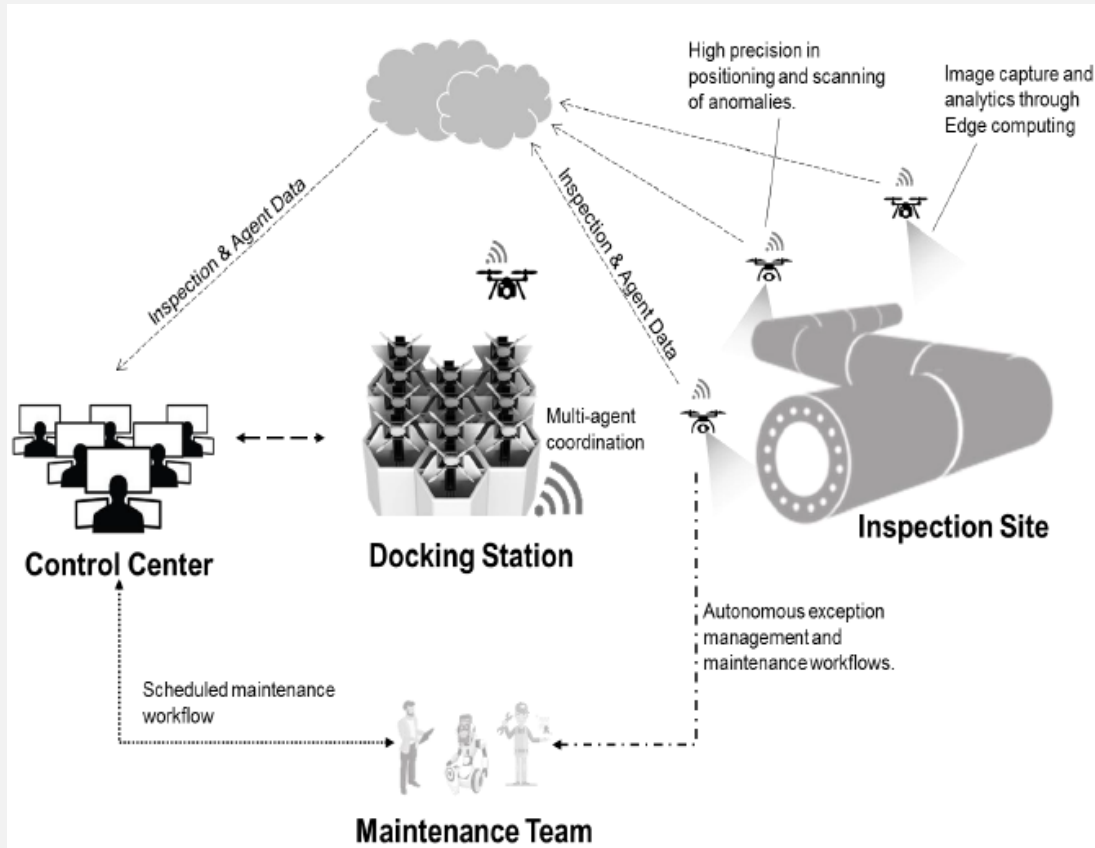 High precision in
positioning and scanning
of anomalies.
Image capture and
analytics through
Edge computing
Inspection & Agent Data
Inspection & Agent Data
Multi-agent
coordination
Inspection Site
Docking Station
Control Center
Autonomous exception
management and
maintenance workflows.
Scheduled maintenance
workflow
Maintenance Team